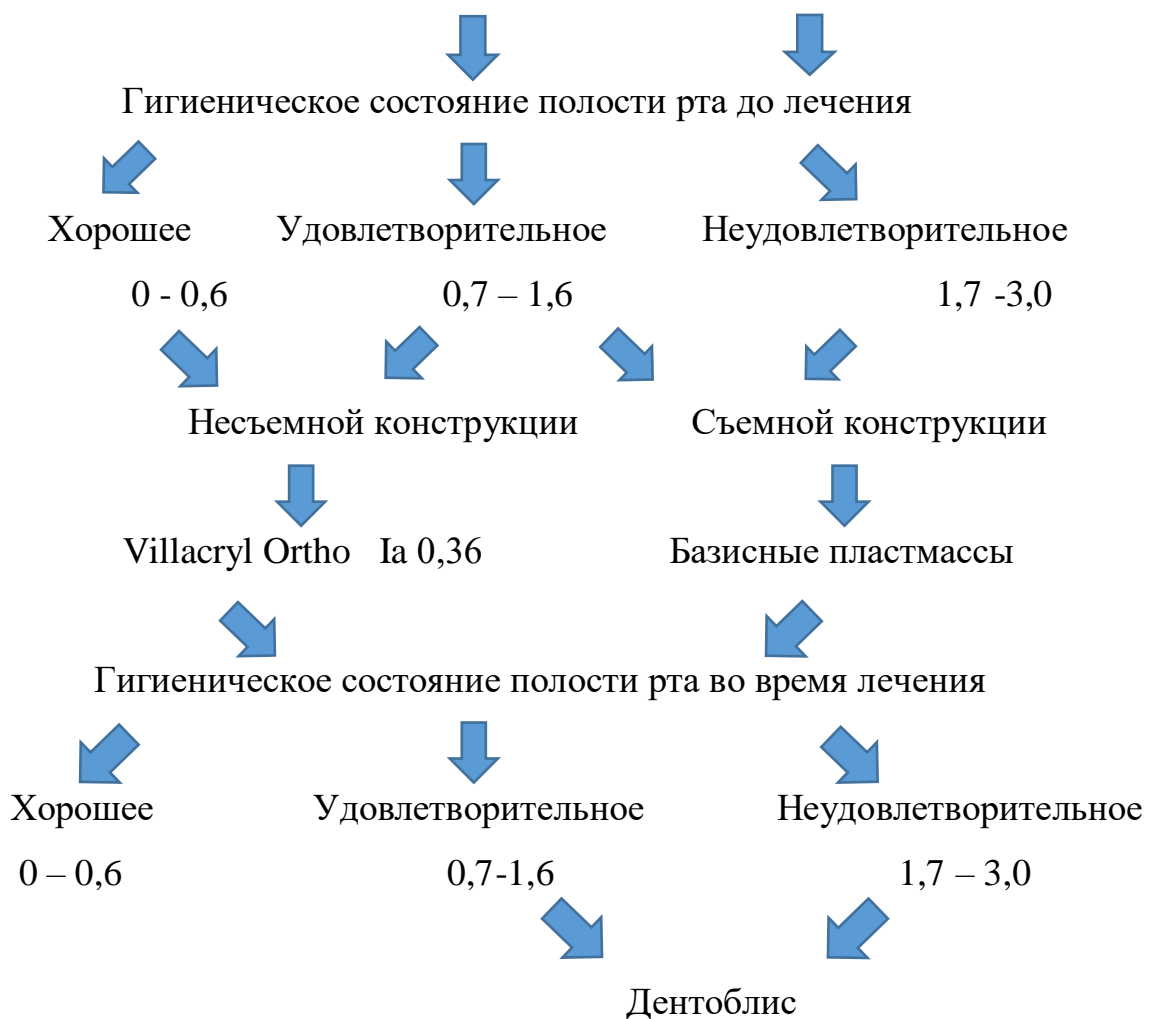 Гигиеническое состояние полости рта до лечения
Хорошее Удовлетворительное Неудовлетворительное
0 - 0,6 0,7 – 1,6 1,7 -3,0
Несъемной конструкции Съемной конструкции
Villacryl Ortho Ia 0,36 Базисные пластмассы
Гигиеническое состояние полости рта во время лечения
Хорошее Удовлетворительное Неудовлетворительное
0 – 0,6 0,7-1,6 1,7 – 3,0
Дентоблис